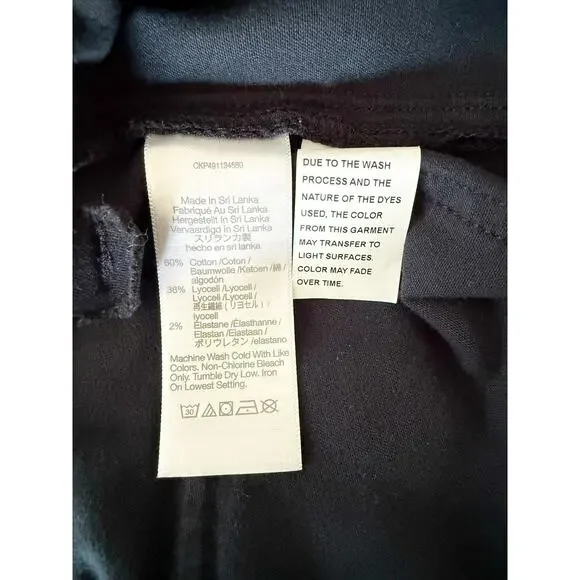 CKP491134580
Made In Sri Lanka
Fabriqué Au Sri Lanka
Hergestellt In Sri Lanka
Vervaardigd in Sri Lanka
スリランカ製
hecho en sri lanka
60% Cotton /Coton /
Baumwolle /Katoen /綿 /
algodón
38% Lyocell /Lyocell /
Lyocell /Lyocell /
再生繊維 ( リヨセル ) /
lyocell
2% Elastane /Élasthanne /
Elastan /Elastaan /
ポリウレタン /elastano
Machine Wash Cold With Like
Colors. Non-Chlorine Bleach
Only. Tumble Dry Low. Iron
On Lowest Setting.
30
DUE TO THE WASH
PROCESS AND THE
NATURE OF THE DYES
USED, THE COLOR
FROM THIS GARMENT
MAY TRANSFER TO
LIGHT SURFACES.
COLOR MAY FADE
OVER TIME.